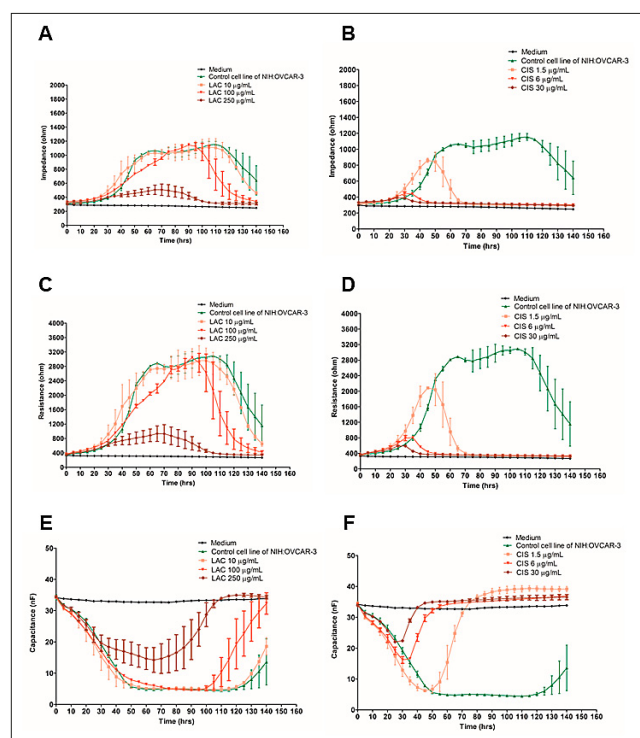 A
Medium
Control cell line of NIH:OVCAR-3
LAC 10 µg/mL
LAC 100 µg/mL
LAC 250 µg/mL
2000
1800
1600
1400
1200
1000
800
600
400
200
Impedance (ohm)
0 10 20 30 40 50 60 70 80 90 100 110 120 130 140 150 160
Time (hrs)
B
Medium
Control cell line of NIH:OVCAR-3
CIS 1.5 µg/mL
CIS 6 µg/mL
CIS 30 µg/mL
2000
1800
1600
1400
1200
1000
800
600
400
200
Impedance (ohm)
0 10 20 30 40 50 60 70 80 90 100 110 120 130 140 150 160
Time (hrs)
C
Medium
Control cell line of NIH:OVCAR-3
LAC 10 µg/mL
LAC 100 µg/mL
LAC 250 µg/mL
4400
4000
3600
3200
2800
2400
2000
1600
1200
800
400
0
Resistance (ohm)
0 10 20 30 40 50 60 70 80 90 100 110 120 130 140 150 160
Time (hrs)
D
Medium
Control cell line of NIH:OVCAR-3
CIS 1.5 µg/mL
CIS 6 µg/mL
CIS 30 µg/mL
4400
4000
3600
3200
2800
2400
2000
1600
1200
800
400
0
Resistance (ohm)
0 10 20 30 40 50 60 70 80 90 100 110 120 130 140 150 160
Time (hrs)
E
Medium
Control cell line of NIH:OVCAR-3
LAC 10 µg/mL
LAC 100 µg/mL
LAC 250 µg/mL
50
40
30
20
10
0
Capacitance (nF)
0 10 20 30 40 50 60 70 80 90 100 110 120 130 140 150 160
Time (hrs)
F
Medium
Control cell line of NIH:OVCAR-3
CIS 1.5 µg/mL
CIS 6 µg/mL
CIS 30 µg/mL
50
40
30
20
10
0
Capacitance (nF)
0 10 20 30 40 50 60 70 80 90 100 110 120 130 140 150 160
Time (hrs)